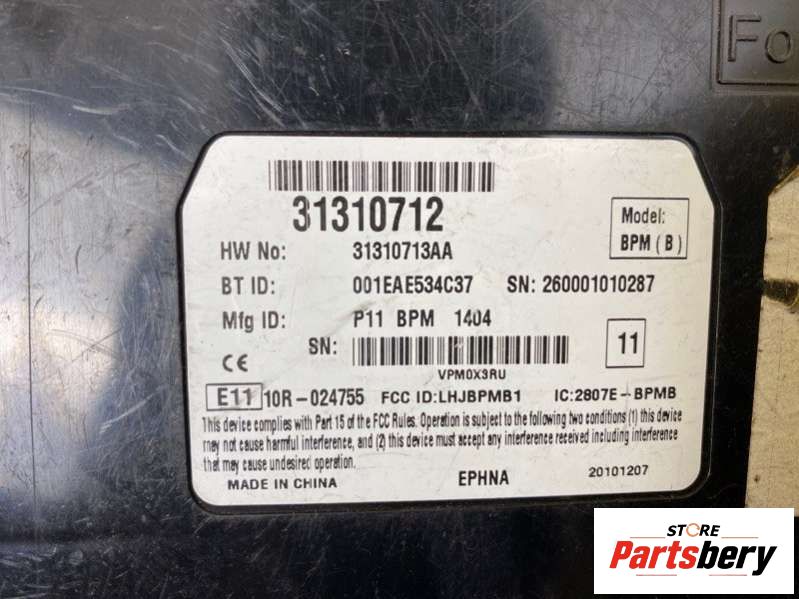 Fo
31310712
Model:
BPM (B)
HW No: 31310713AA
BT ID: 001EAE534C37 SN: 260001010287
Mfg ID: P11 BPM 1404
SN:
VPM0X3RU
11
CE
E11 10R-024755 FCC ID:LHJBPMB1 IC:2807E-BPMB
This device complies with Part 15 of the FCC Rules. Operation is subject to the following two conditions (1) this device
may not cause harmful interference, and (2) this device must accept any interference received including interference
that may cause undesired operation.
MADE IN CHINA EPHNA 20101207
STORE
Partsbery